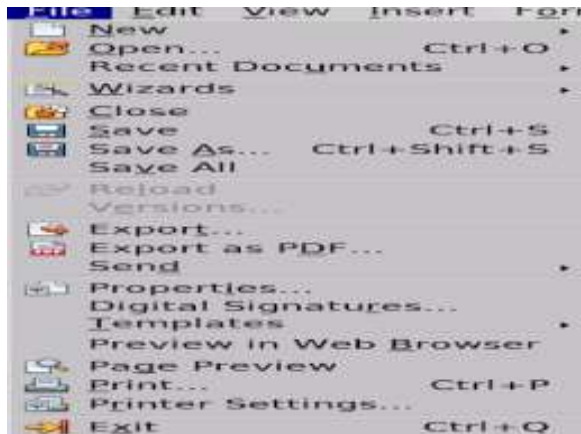 File Edit View Insert For
New
Open... Ctrl+O
Recent Documents
Wizards
Close
Save Ctrl+S
Save As... Ctrl+Shift+S
Save All
Reload
Versions...
Export...
Export as PDF...
Send
Properties...
Digital Signatures...
Templates
Preview in Web Browser
Page Preview
Print... Ctrl+P
Printer Settings...
Exit Ctrl+Q